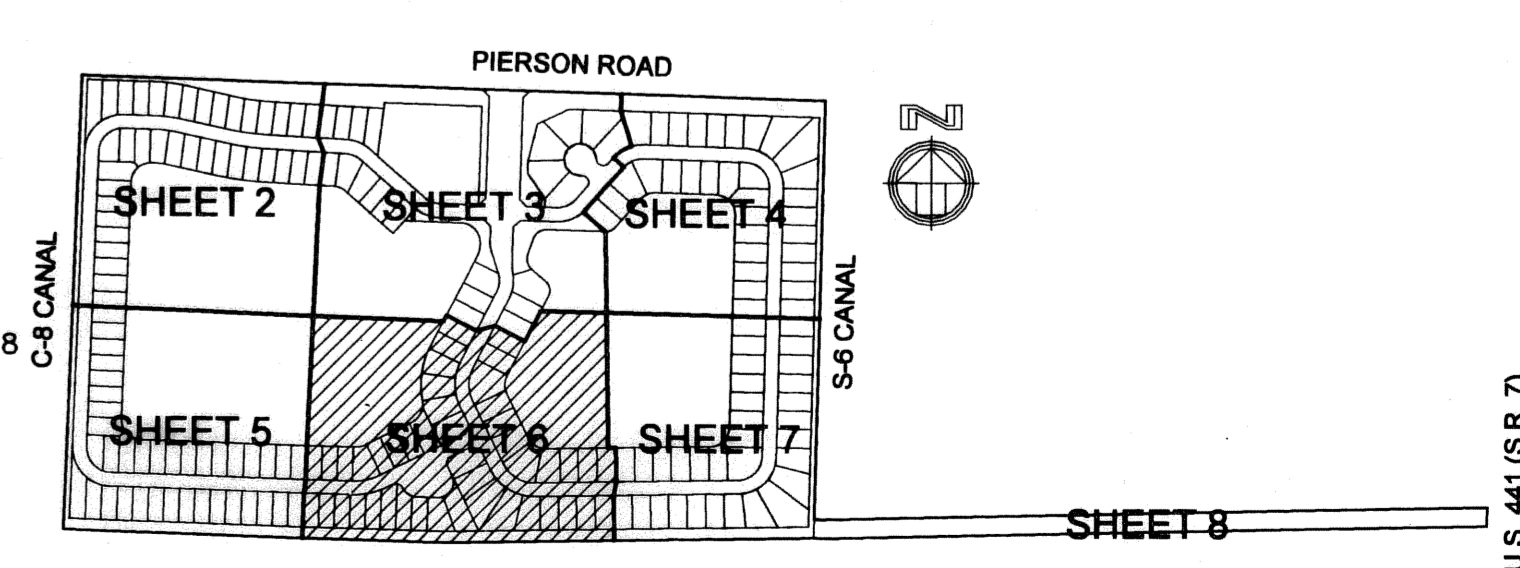 PIERSON ROAD
N
SHEET 2
SHEET 3
SHEET 4
8
C-8 CANAL
S-6 CANAL
SHEET 5
SHEET 6
SHEET 7
SHEET 8
U.S. 441 (S.R. 7)